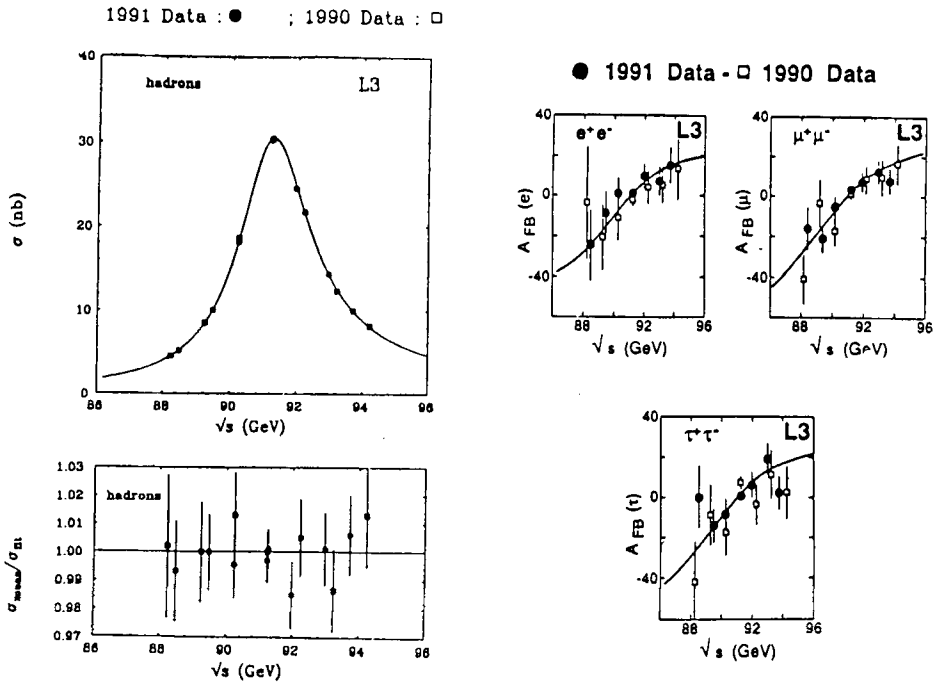 1991 Data : ● ; 1990 Data : □
hadrons L3
σ (nb)
40
30
20
10
0
86 88 90 92 94 96
√s (GeV)
hadrons
1.03
1.02
1.01
1.00
0.99
0.98
0.97
86 88 90 92 94 96
√s (GeV)
● 1991 Data - □ 1990 Data
e⁺e⁻ L3
A FB (e)
40
0
-40
88 92 96
√s (GeV)
μ⁺μ⁻ L3
A FB (μ)
40
0
-40
88 92 96
√s (GeV)
τ⁺τ⁻ L3
A FB (τ)
40
0
-40
88 92 96
√s (GeV)